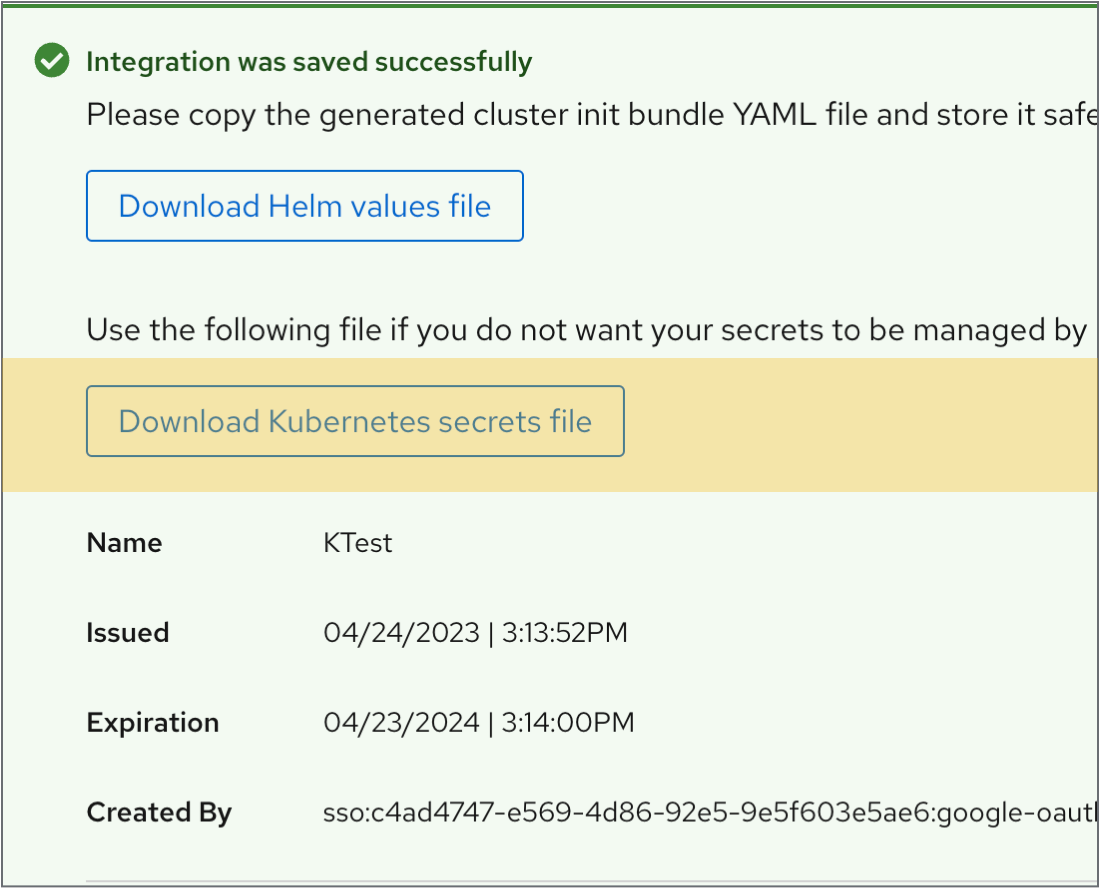 Integration was saved successfully
Please copy the generated cluster init bundle YAML file and store it safe
Download Helm values file
Use the following file if you do not want your secrets to be managed by
Download Kubernetes secrets file
Name KTest
Issued 04/24/2023 | 3:13:52PM
Expiration 04/23/2024 | 3:14:00PM
Created By sso:c4ad4747-e569-4d86-92e5-9e5f603e5ae6:google-oaut